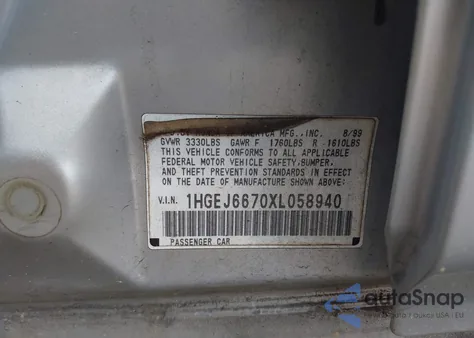 HONDA OF AMERICA MFG., INC. 8/99
GVWR 3330LBS GAWR F 1760LBS R 1610LBS
THIS VEHICLE CONFORMS TO ALL APPLICABLE
FEDERAL MOTOR VEHICLE SAFETY, BUMPER,
AND THEFT PREVENTION STANDARDS IN EFFECT
ON THE DATE OF MANUFACTURE SHOWN ABOVE:
V.I.N. 1HGEJ6670XL058940
PASSENGER CAR
autoSnap